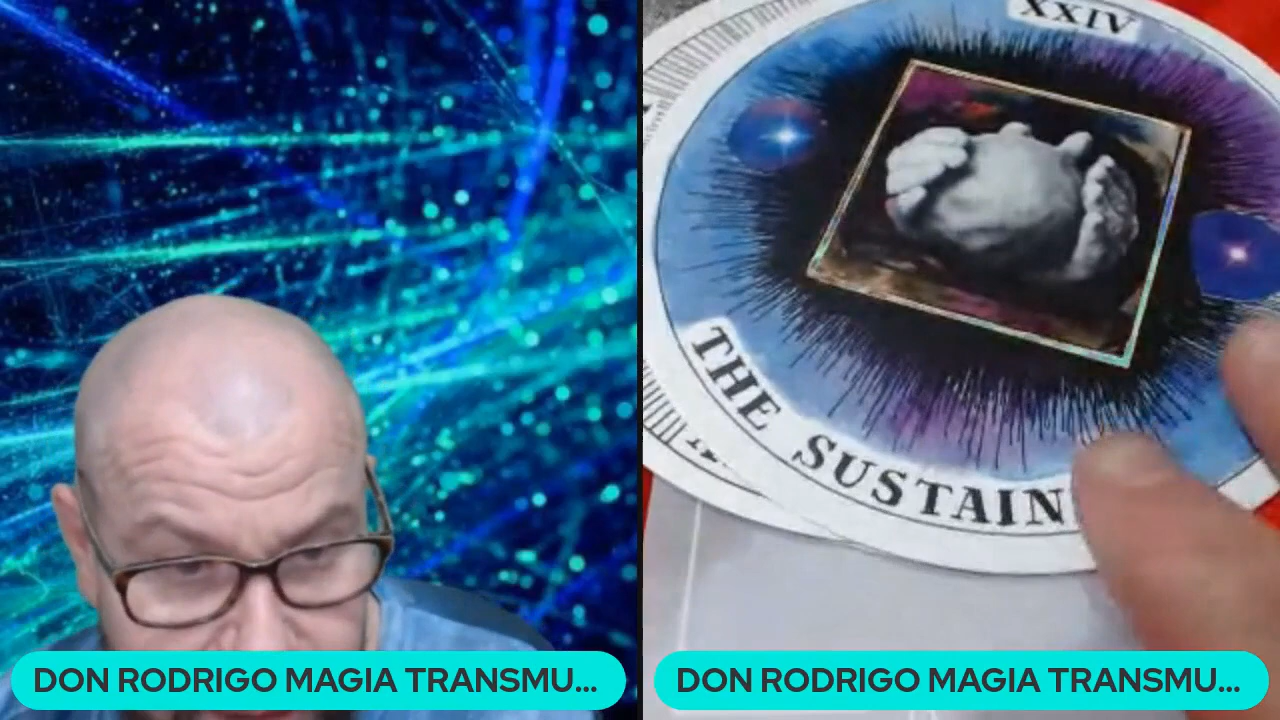 XXIV
THE SUSTAIN
DON RODRIGO MAGIA TRANSMU...
DON RODRIGO MAGIA TRANSMU...